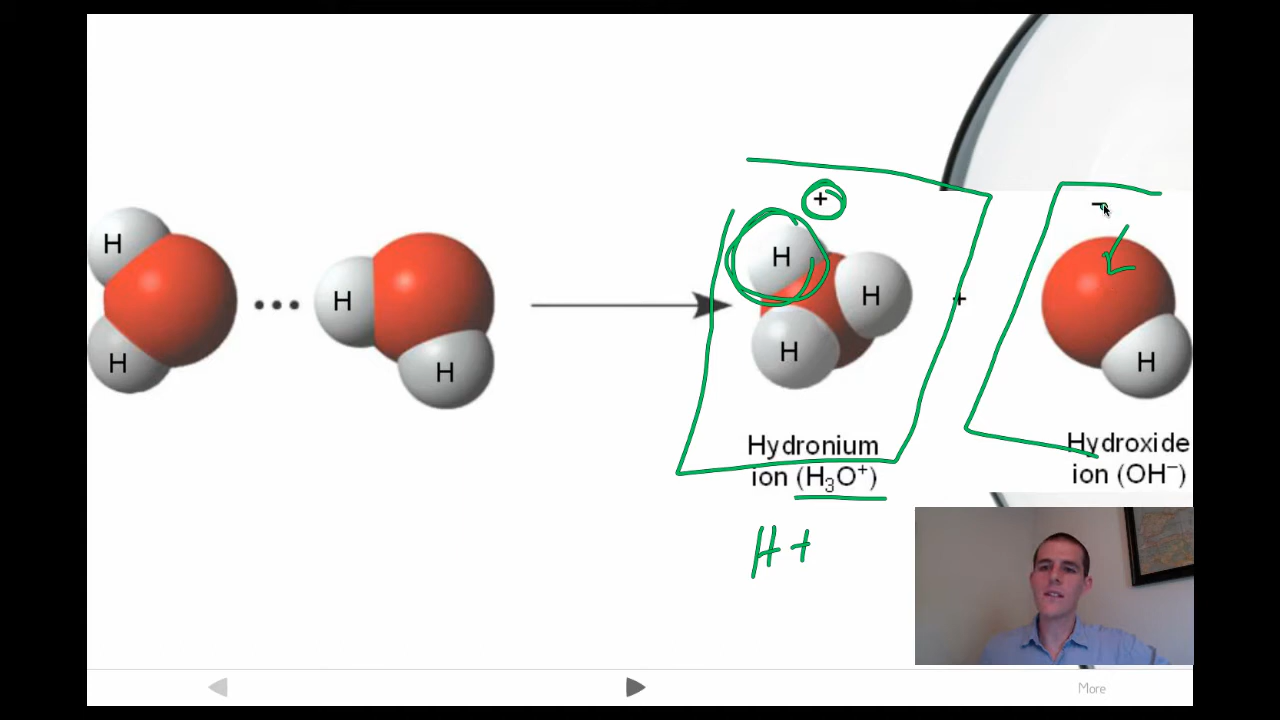 H
H
•••
H
H
+
H
H
H
+
−
H
Hydronium
ion (H₃O⁺)
Hydroxide
ion (OH⁻)
H+
More